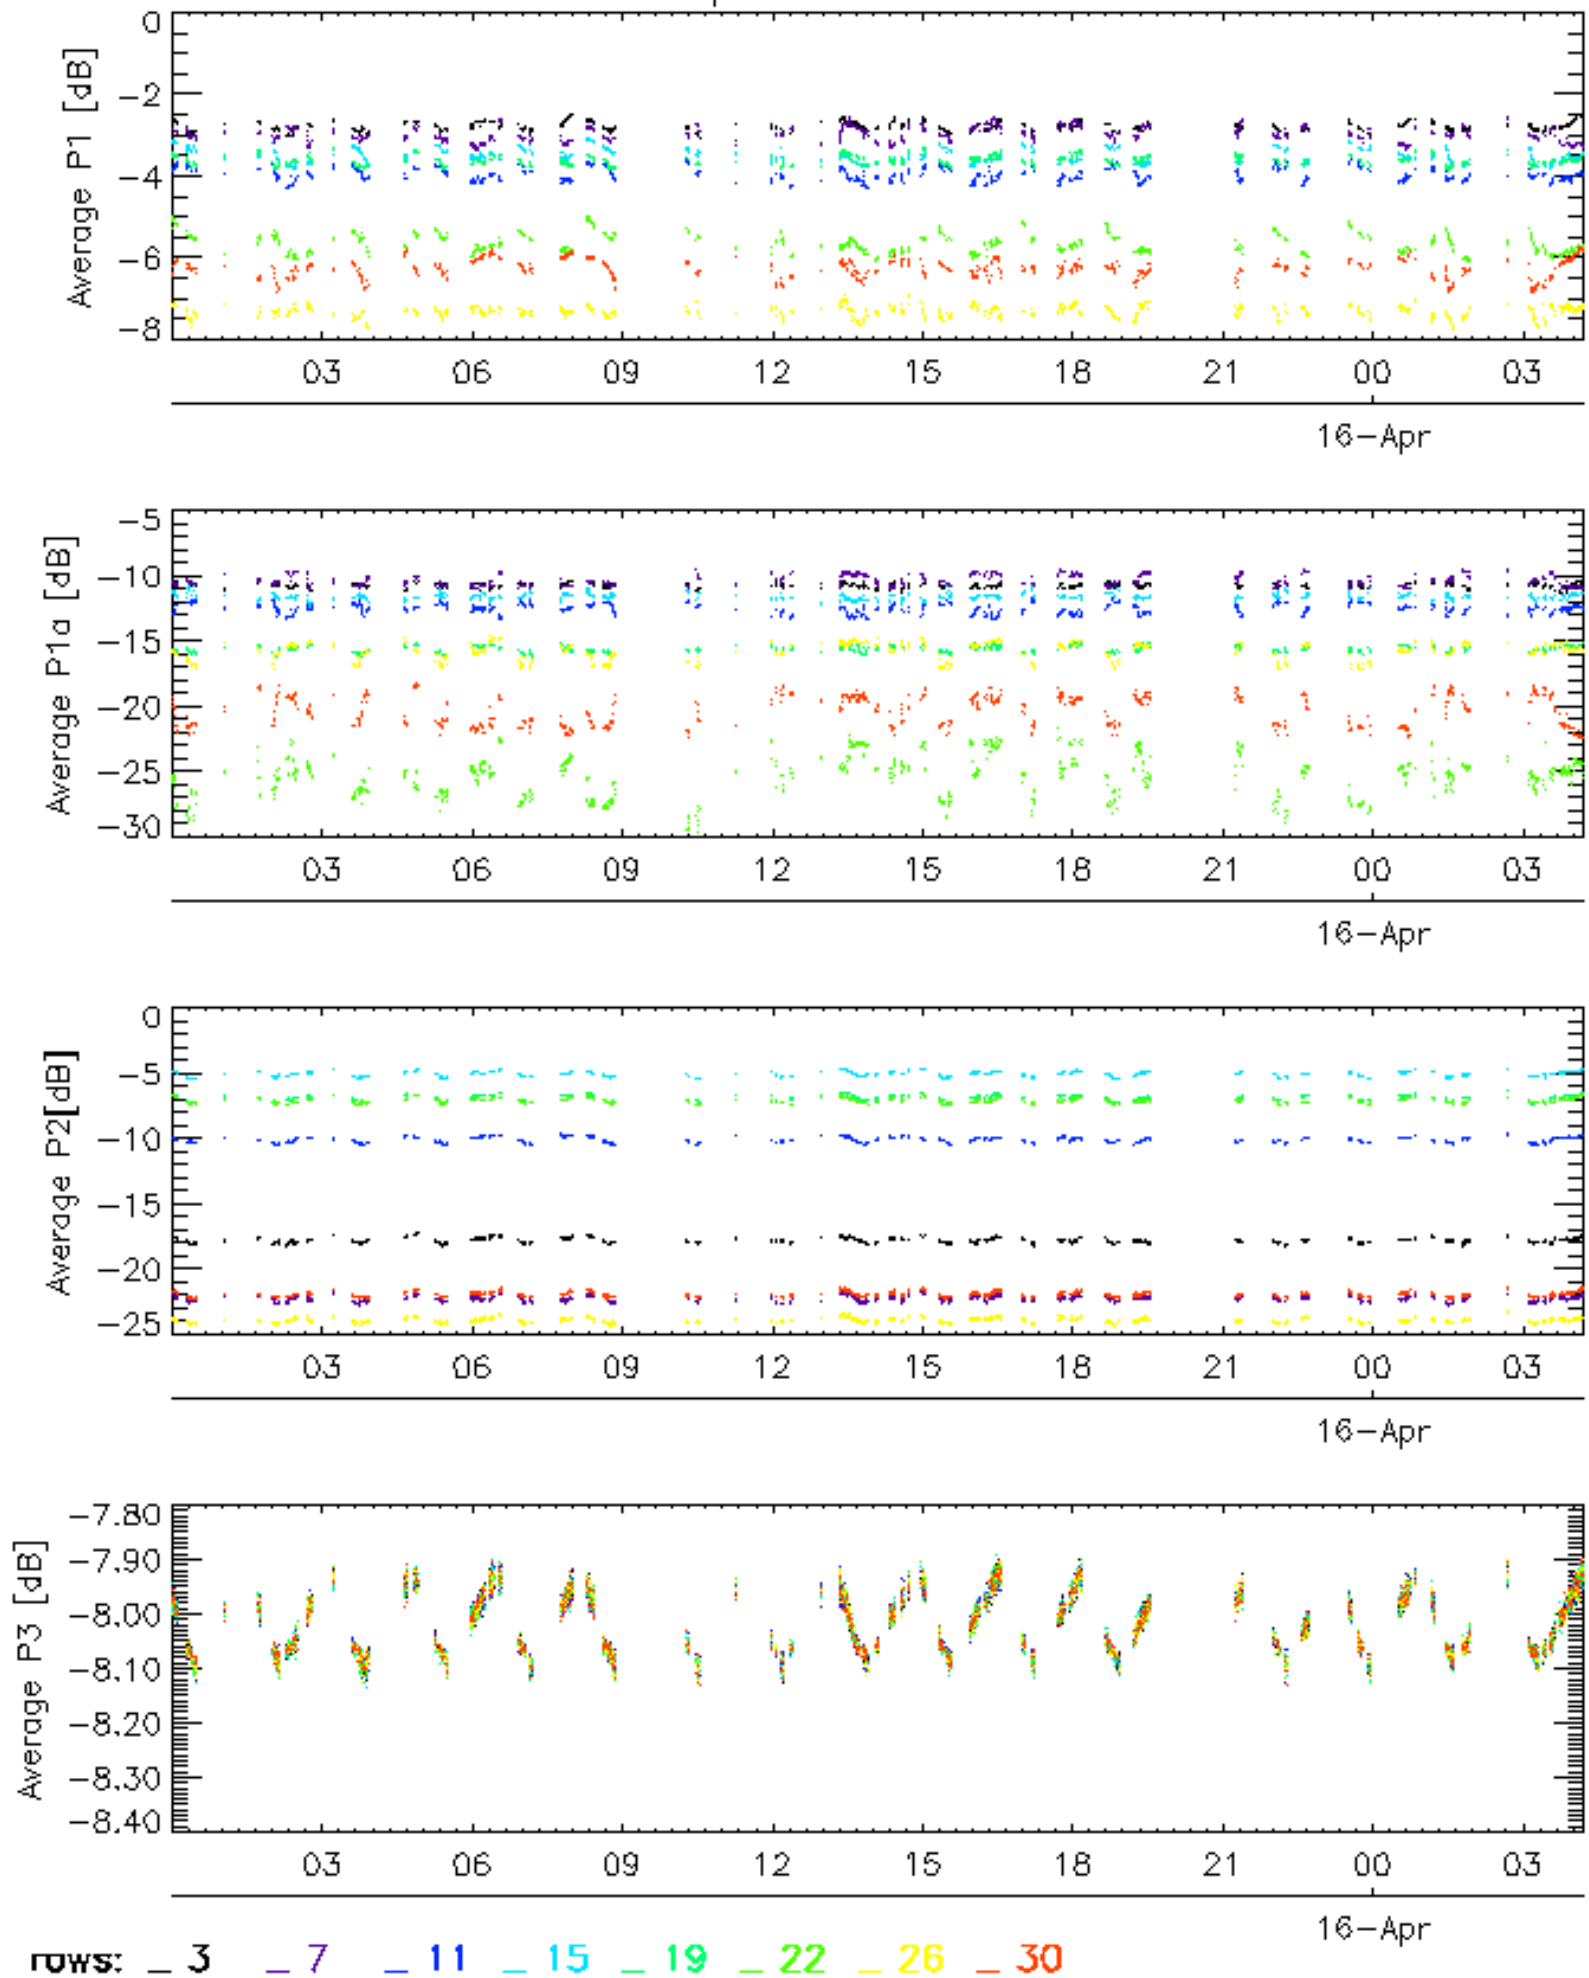 0
-2
-4
-6
-8
Average P1 [dB]
03 06 09 12 15 18 21 00 03
16-Apr
-5
-10
-15
-20
-25
-30
Average P1a [dB]
03 06 09 12 15 18 21 00 03
16-Apr
0
-5
-10
-15
-20
-25
Average P2[dB]
03 06 09 12 15 18 21 00 03
16-Apr
-7.80
-7.90
-8.00
-8.10
-8.20
-8.30
-8.40
Average P3 [dB]
03 06 09 12 15 18 21 00 03
16-Apr
rows: _ 3 _ 7 _ 11 _ 15 _ 19 _ 22 _ 26 _ 30